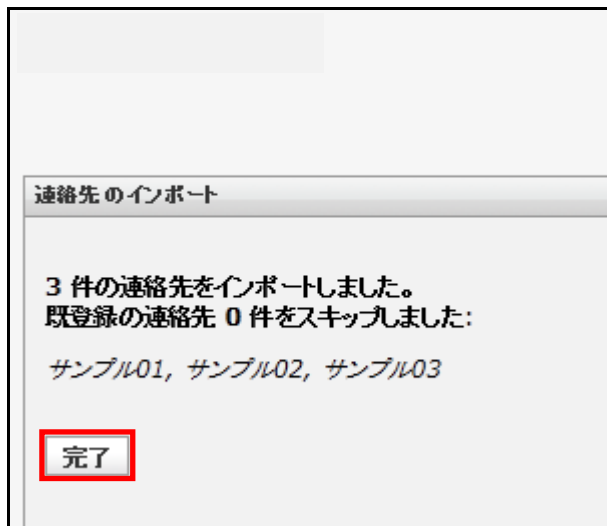 連絡先 のインポート
3 件の連絡先をインポートしました。
既登録の連絡先 0 件をスキップしました:
サンプル01, サンプル02, サンプル03
完了